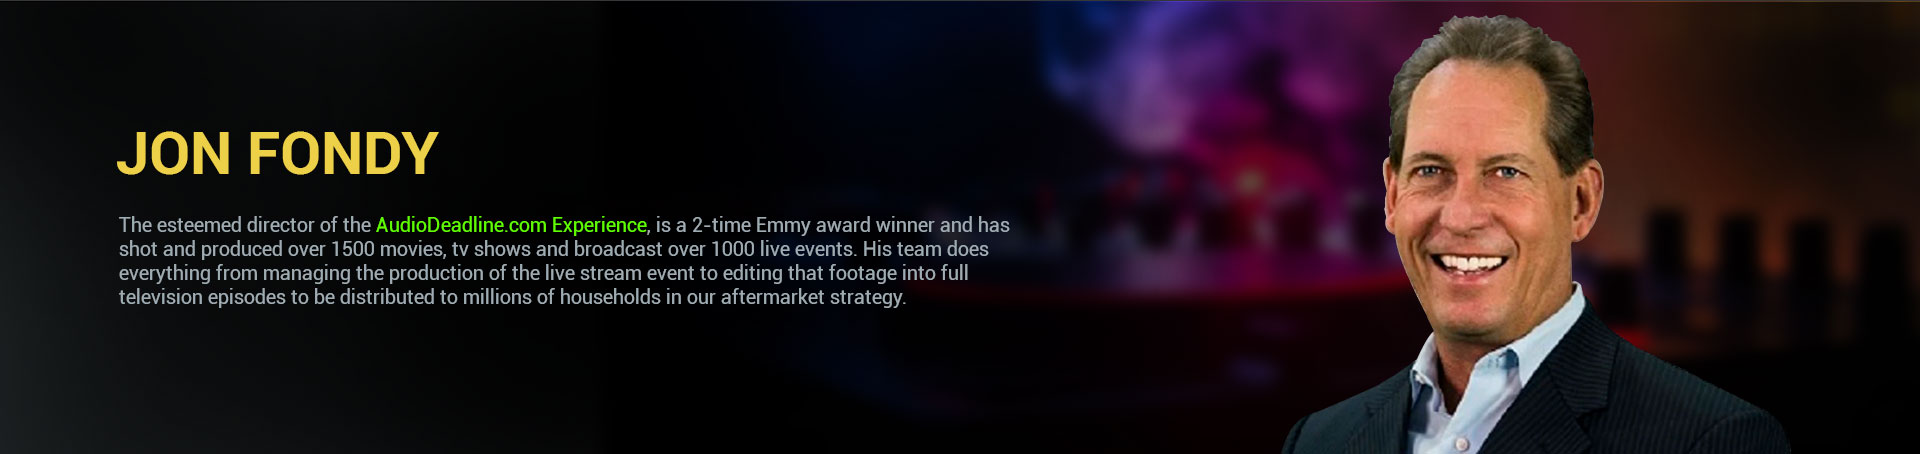 JON FONDY
The esteemed director of the AudioDeadline.com Experience, is a 2-time Emmy award winner and has
shot and produced over 1500 movies, tv shows and broadcast over 1000 live events. His team does
everything from managing the production of the live stream event to editing that footage into full
television episodes to be distributed to millions of households in our aftermarket strategy.